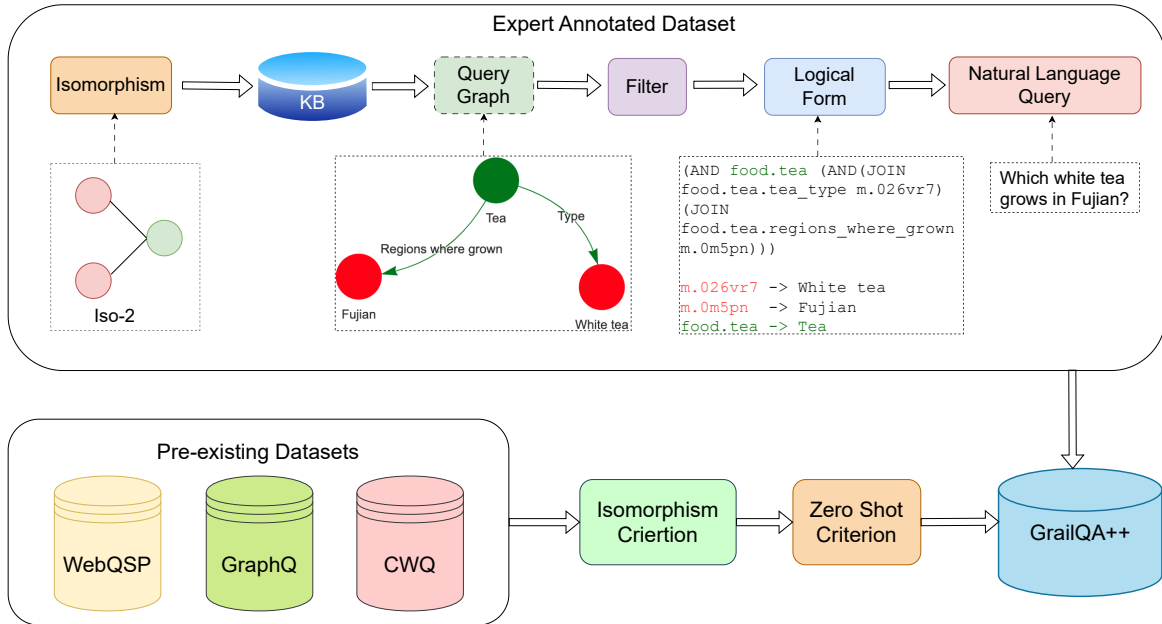 Expert Annotated Dataset
Isomorphism
KB
Query
Graph
Filter
Logical
Form
Natural Language
Query
Iso-2
Tea
Type
Regions where grown
Fujian
White tea
(AND food.tea (AND(JOIN
food.tea.tea_type m.026vr7)
(JOIN
food.tea.regions_where_grown
m.0m5pn)))
m.026vr7 -> White tea
m.0m5pn -> Fujian
food.tea -> Tea
Which white tea
grows in Fujian?
Pre-existing Datasets
WebQSP
GraphQ
CWQ
Isomorphism
Criertion
Zero Shot
Criterion
GrailQA++